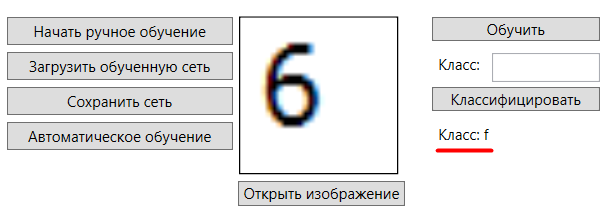 Начать ручное обучение
Загрузить обученную сеть
Сохранить сеть
Автоматическое обучение
6
Открыть изображение
Обучить
Класс:
Классифицировать
Класс: f